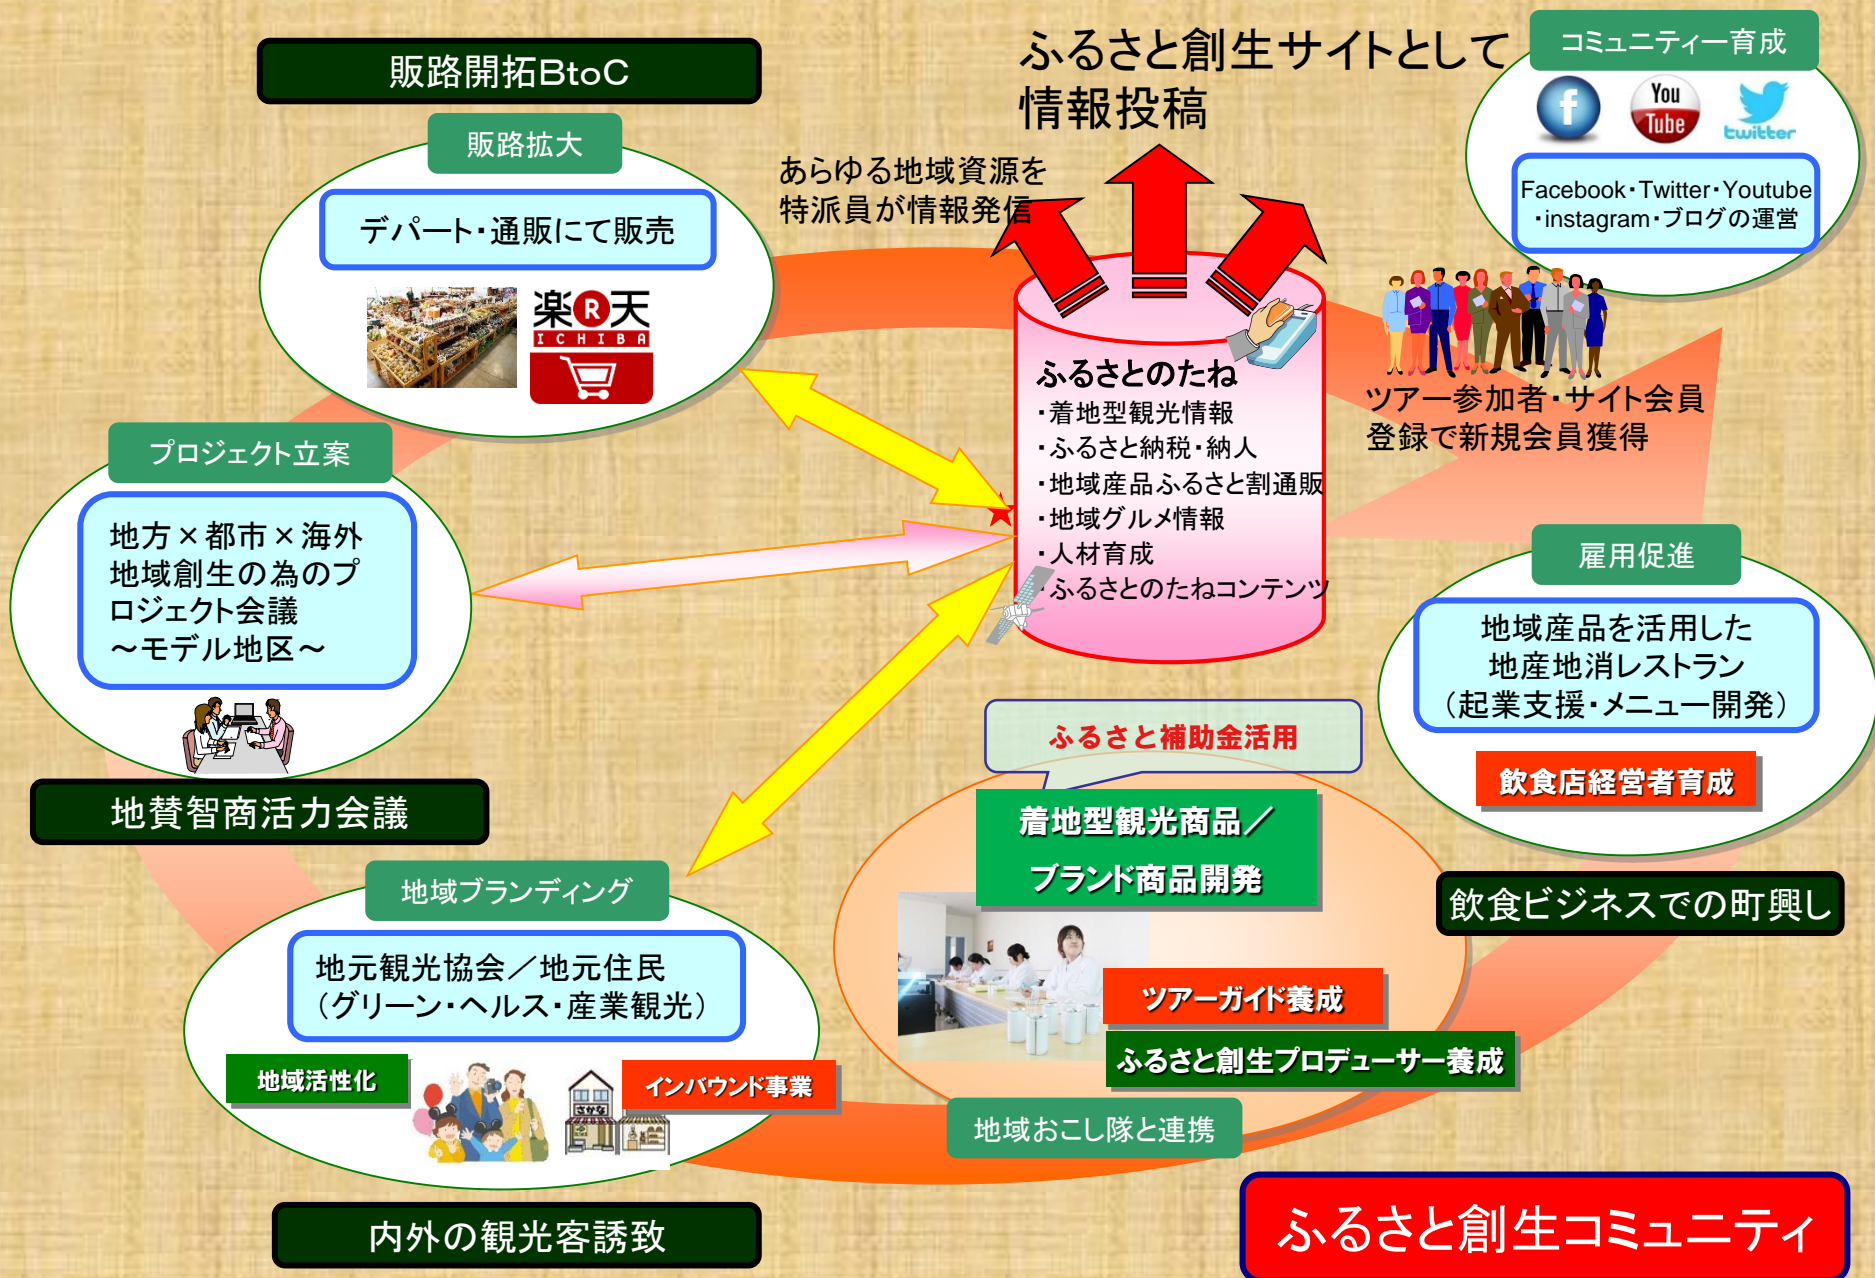 販路開拓BtoC
販路拡大
デパート・通販にて販売
楽R天
ICHIBA
ふるさと創生サイトとして
情報投稿
あらゆる地域資源を
特派員が情報発信
コミュニティー育成
f
You
Tube
twitter
Facebook・Twitter・Youtube
・instagram・ブログの運営
ツアー参加者・サイト会員
登録で新規会員獲得
ふるさとのたね
・着地型観光情報
・ふるさと納税・納人
・地域産品ふるさと割通販
・地域グルメ情報
・人材育成
・ふるさとのたねコンテンツ
プロジェクト立案
地方×都市×海外
地域創生の為のプ
ロジェクト会議
～モデル地区～
地賛智商活力会議
雇用促進
地域産品を活用した
地産地消レストラン
（起業支援・メニュー開発）
飲食店経営者育成
飲食ビジネスでの町興し
ふるさと補助金活用
着地型観光商品／
ブランド商品開発
ツアーガイド養成
ふるさと創生プロデューサー養成
地域おこし隊と連携
地域ブランディング
地元観光協会／地元住民
（グリーン・ヘルス・産業観光）
地域活性化
さかな
インバウンド事業
内外の観光客誘致
ふるさと創生コミュニティ